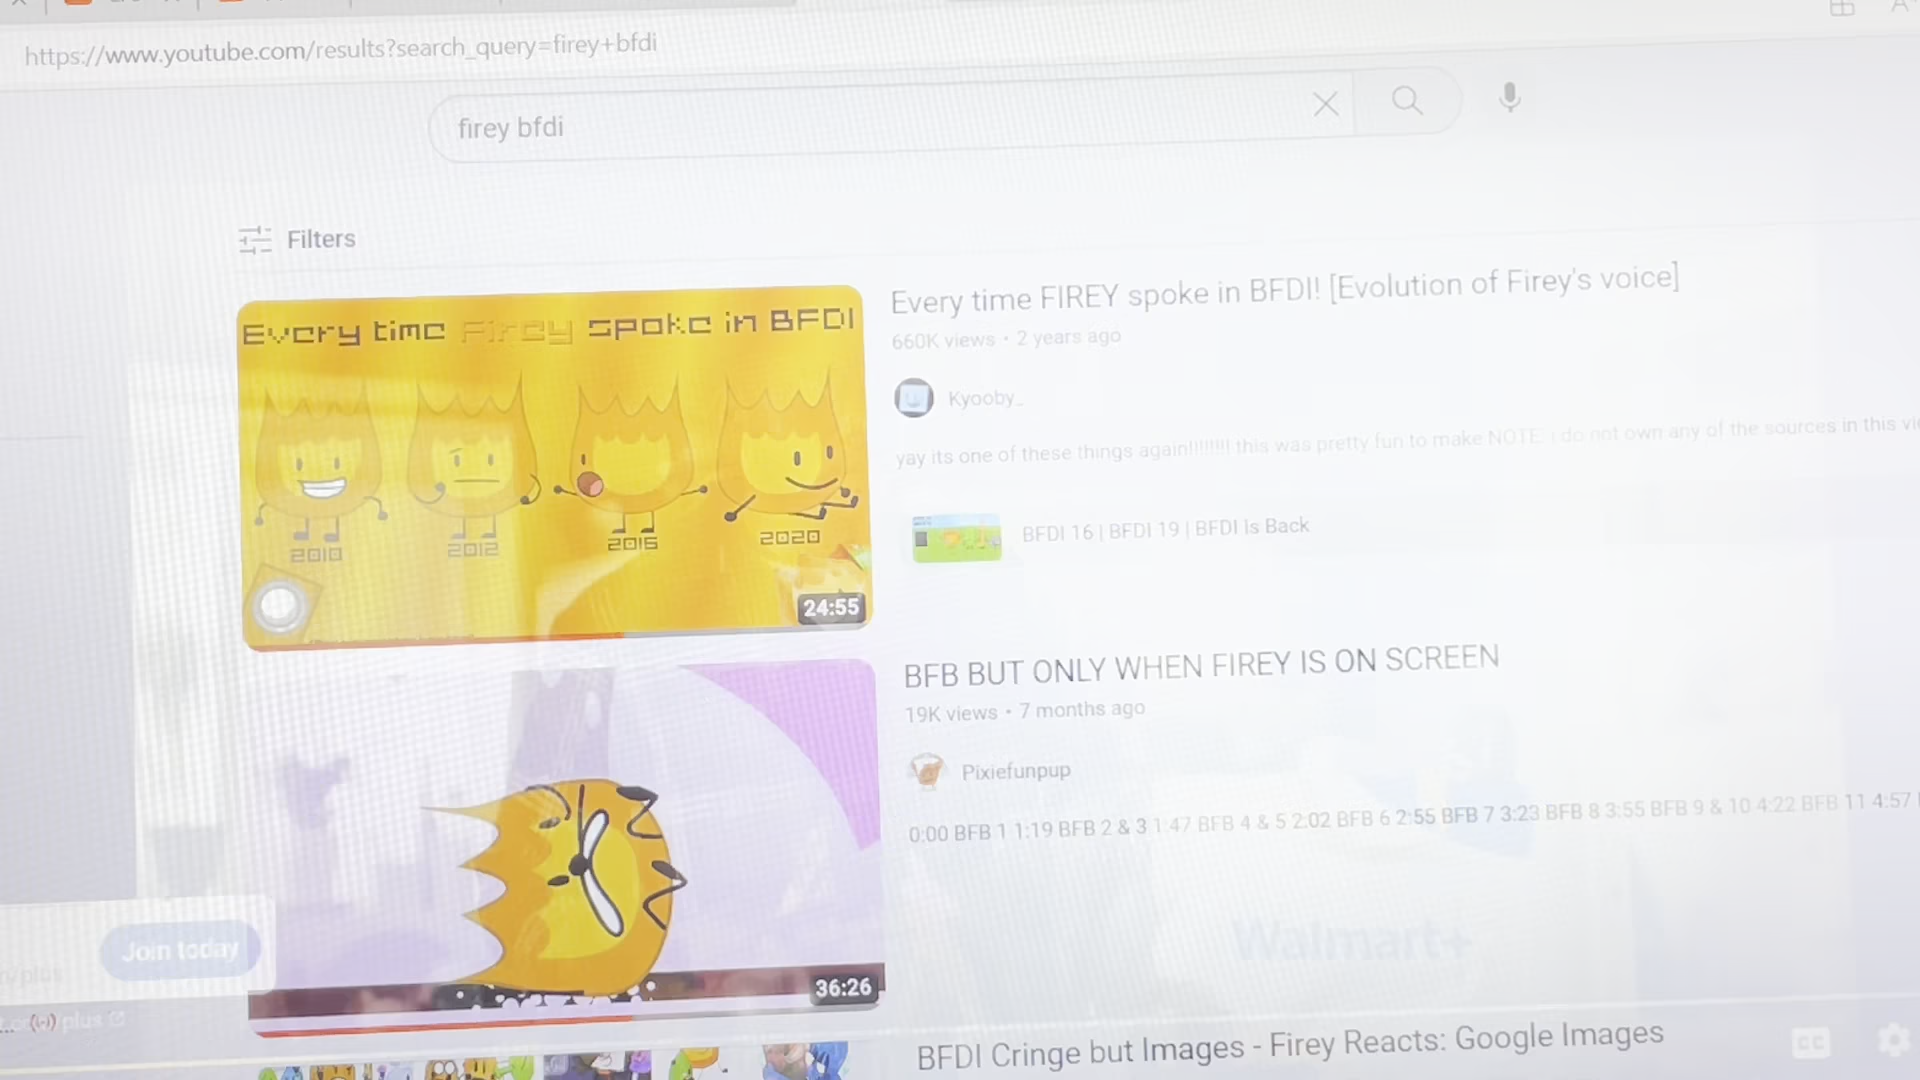 https://www.youtube.com/results?search_query=firey+bfdi
firey bfdi
Filters
Every time Firey spoke in BFDI
2010
2012
2016
2020
24:55
Every time FIREY spoke in BFDI! [Evolution of Firey's voice]
660K views • 2 years ago
Kyooby_
yay its one of these things again!!!!!!!! this was pretty fun to make NOTE: i do not own any of the sources in this
BFDI 16 | BFDI 19 | BFDI Is Back
36:26
BFB BUT ONLY WHEN FIREY IS ON SCREEN
19K views • 7 months ago
Pixiefunpup
0:00 BFB 1 1:19 BFB 2 & 3 1:47 BFB 4 & 5 2:02 BFB 6 2:55 BFB 7 3:23 BFB 8 3:55 BFB 9 & 10 4:22 BFB 11 4:57
Join today
Walmart+
plus
BFDI Cringe but Images - Firey Reacts: Google Images
CC